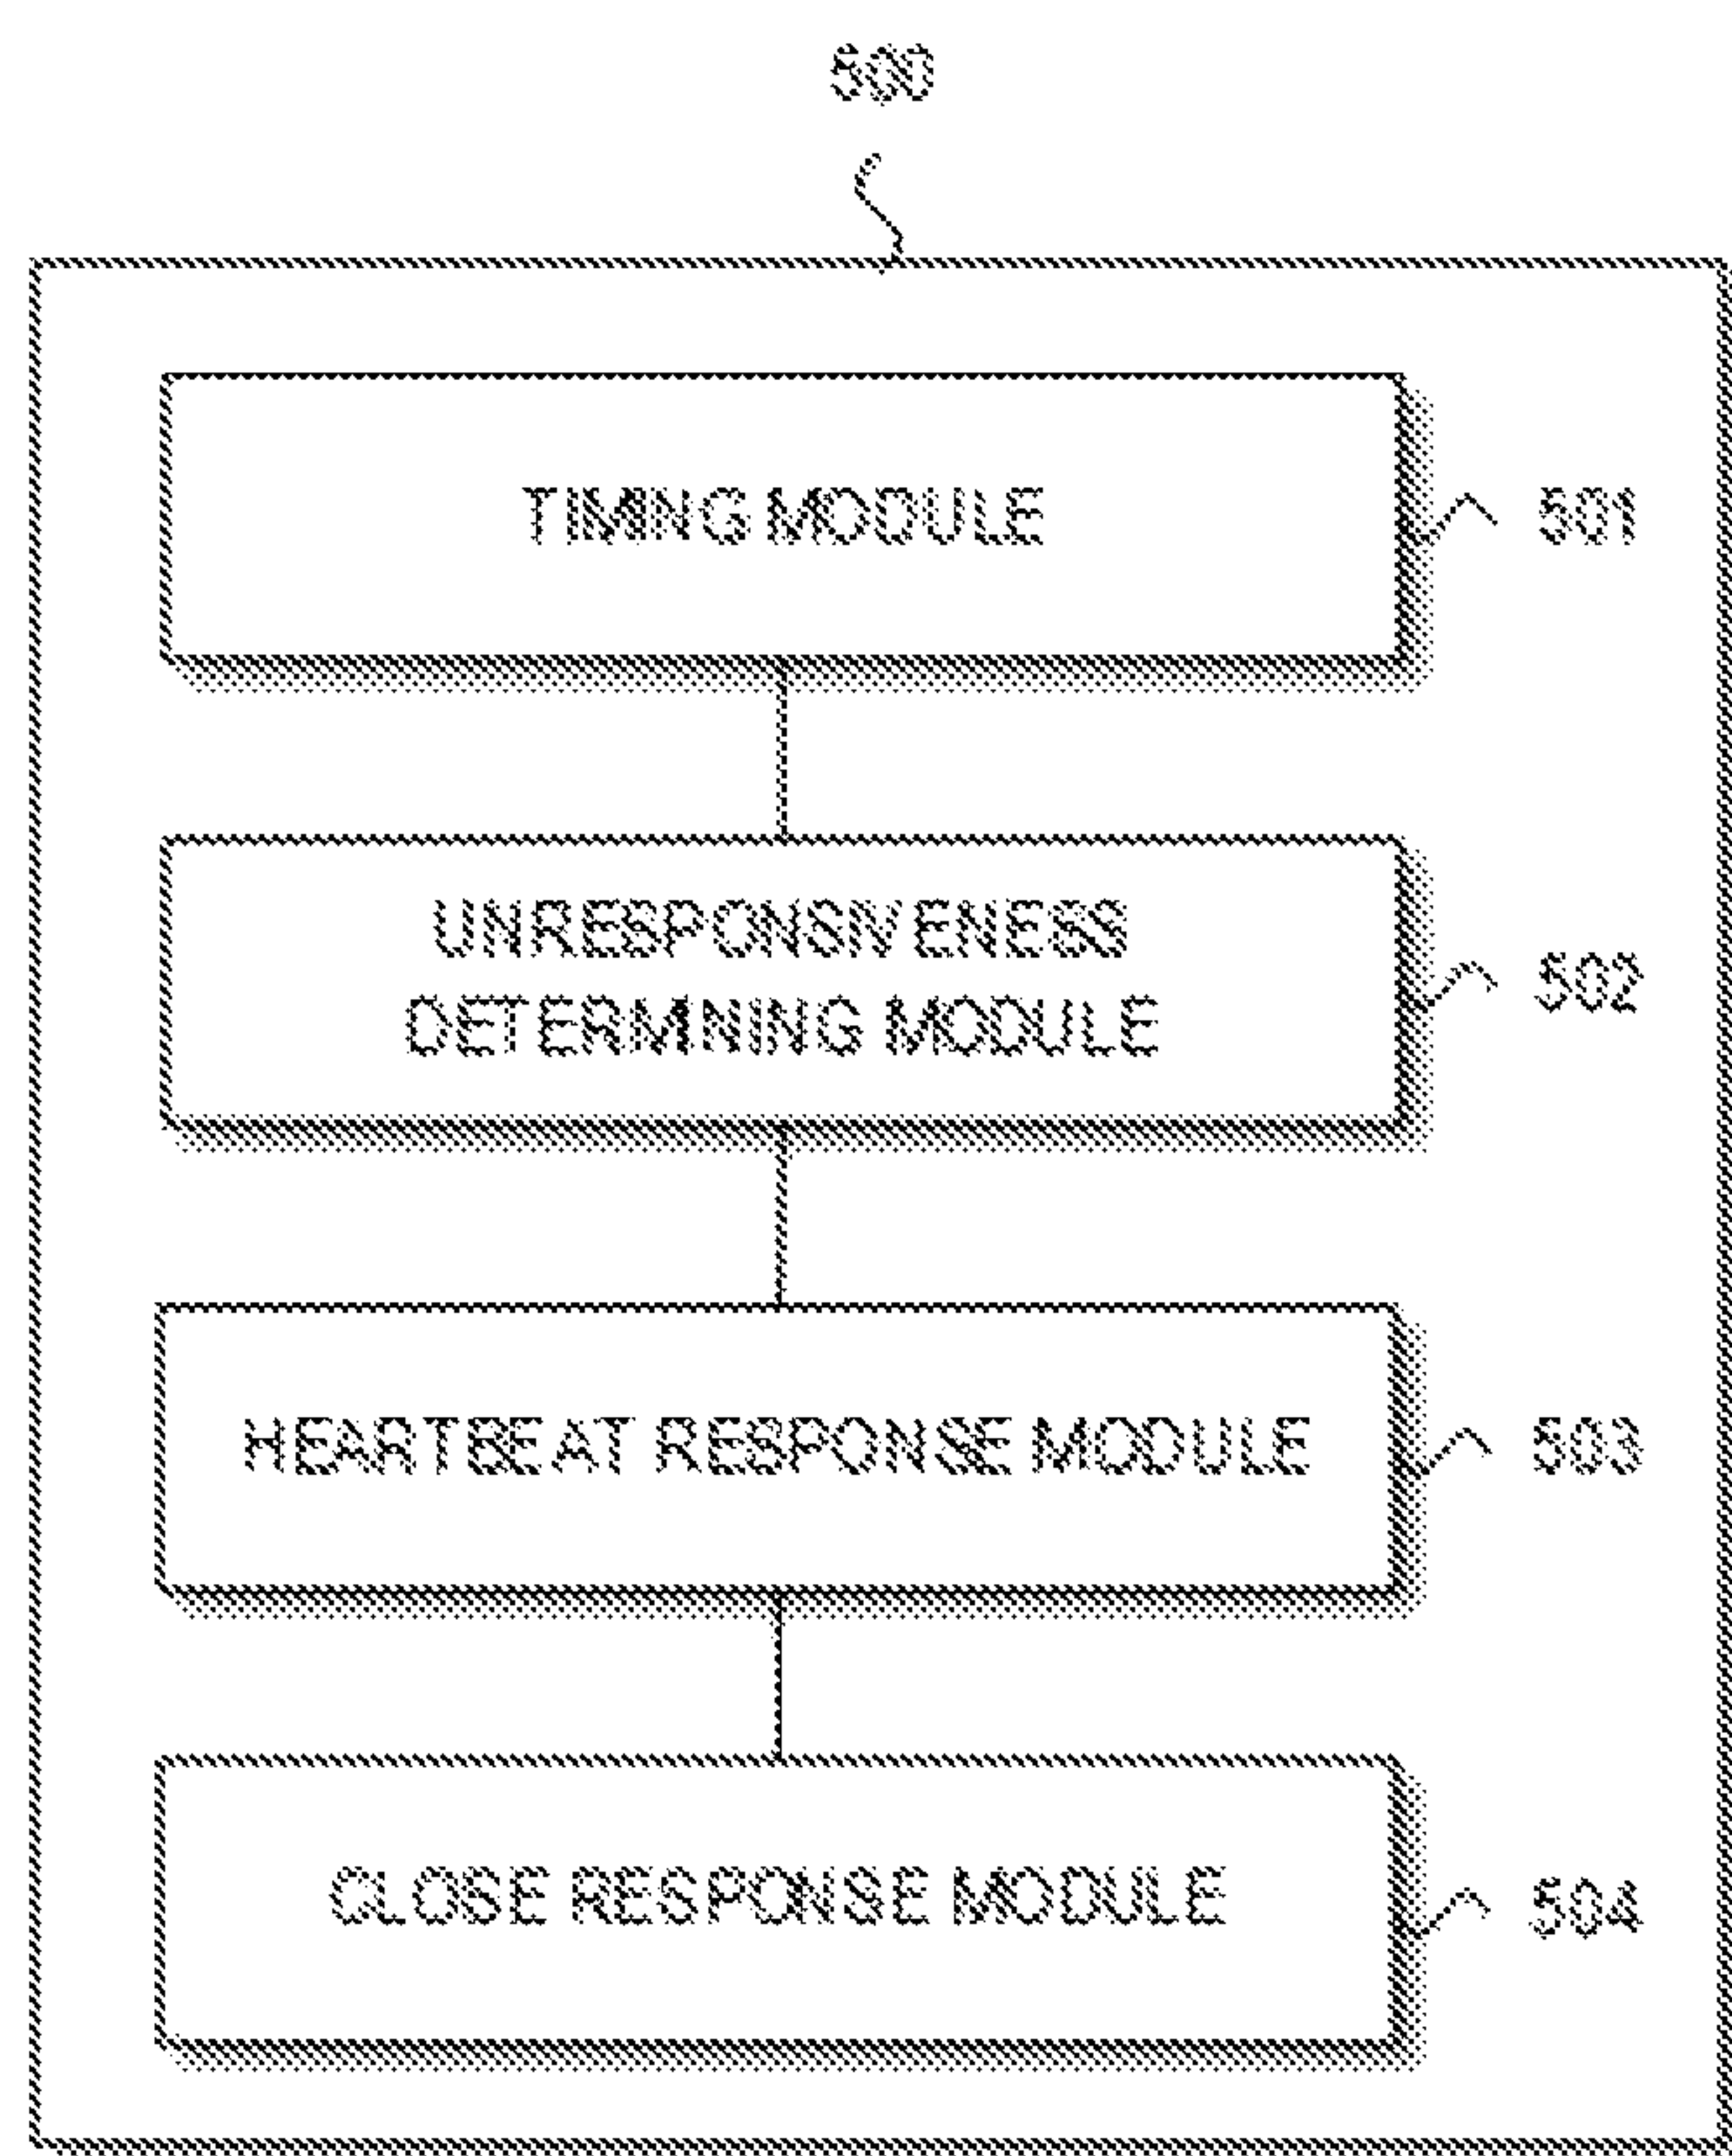 500
TIMING MODULE
501
UNRESPONSIVENESS
DETERMINING MODULE
502
HEARTBEAT RESPONSE MODULE
503
CLOSE RESPONSE MODULE
504